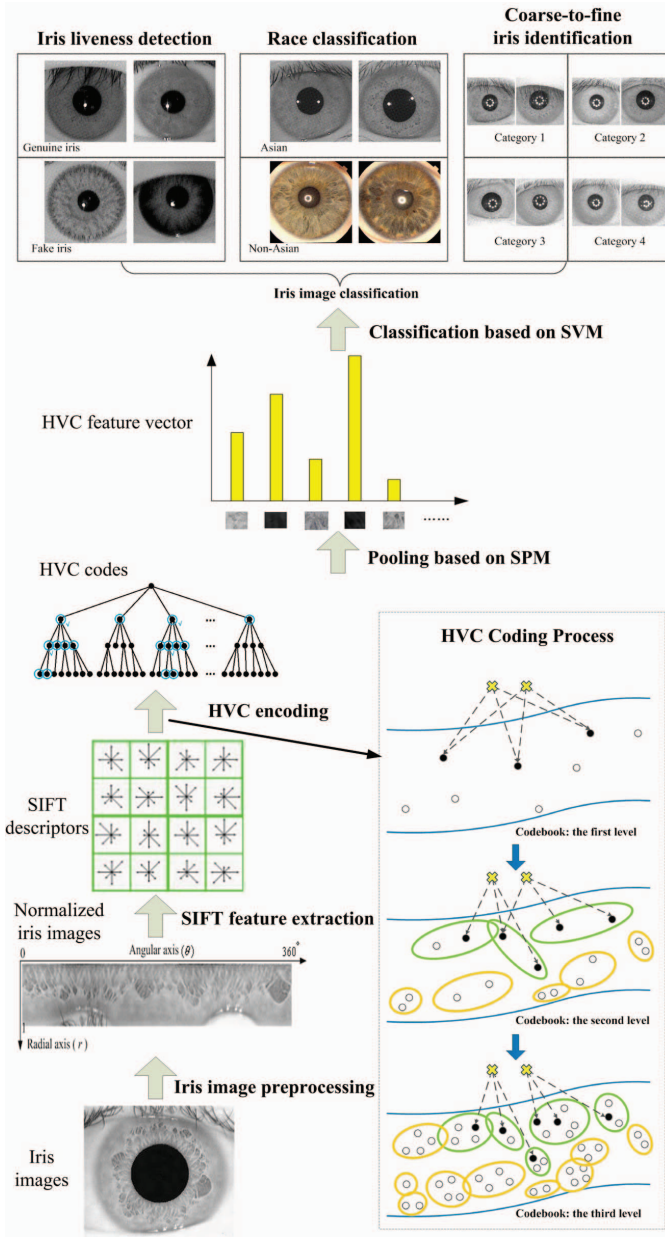 Iris liveness detection
Race classification
Coarse-to-fine
iris identification
Genuine iris
Asian
Category 1
Category 2
Fake iris
Non-Asian
Category 3
Category 4
Iris image classification
Classification based on SVM
HVC feature vector
......
Pooling based on SPM
HVC codes
...
...
...
HVC encoding
SIFT
descriptors
SIFT feature extraction
Normalized
iris images
0
Angular axis (θ)
360°
1
Radial axis (r)
Iris image preprocessing
Iris
images
HVC Coding Process
Codebook: the first level
Codebook: the second level
Codebook: the third level